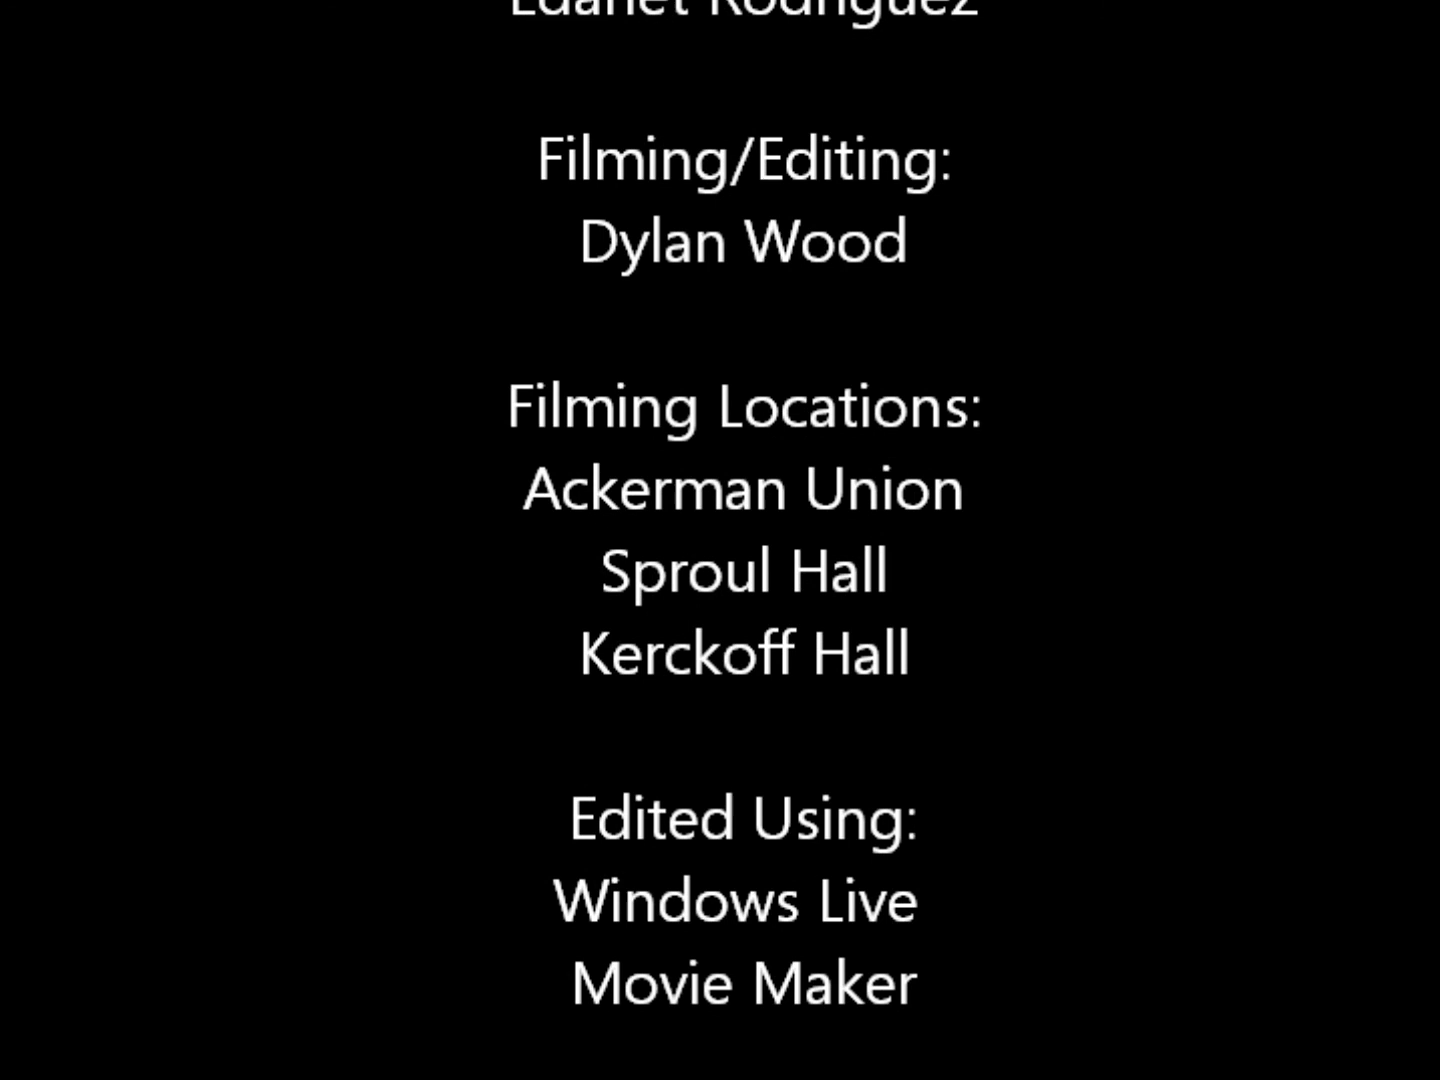 Rodriguez
Filming/Editing:
Dylan Wood
Filming Locations:
Ackerman Union
Sproul Hall
Kerckoff Hall
Edited Using:
Windows Live
Movie Maker